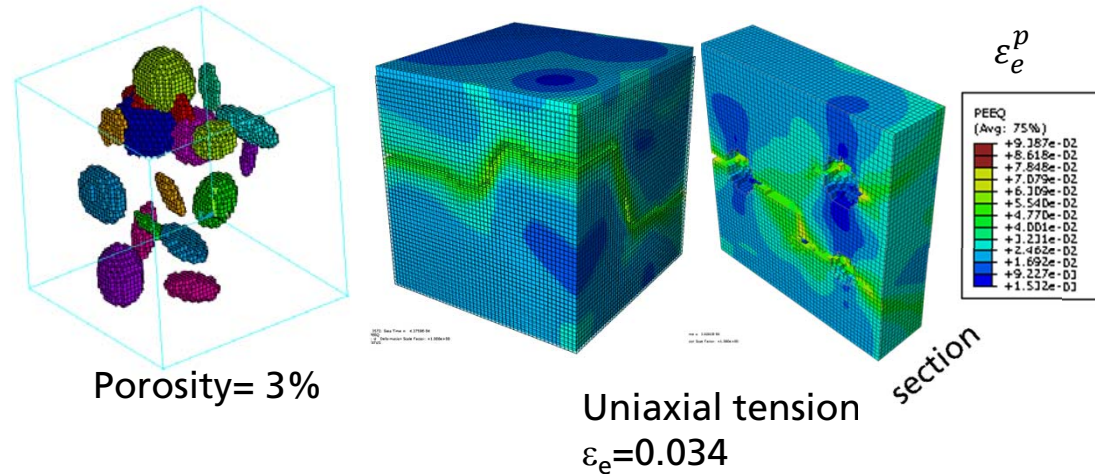 ε_e^p
PEEQ
(Avg: 75%)
+9.387e-02
+8.618e-02
+7.848e-02
+7.079e-02
+6.309e-02
+5.540e-02
+4.770e-02
+4.001e-02
+3.231e-02
+2.462e-02
+1.692e-02
+9.227e-03
+1.532e-03
section
Porosity= 3%
Uniaxial tension
ε_e=0.034